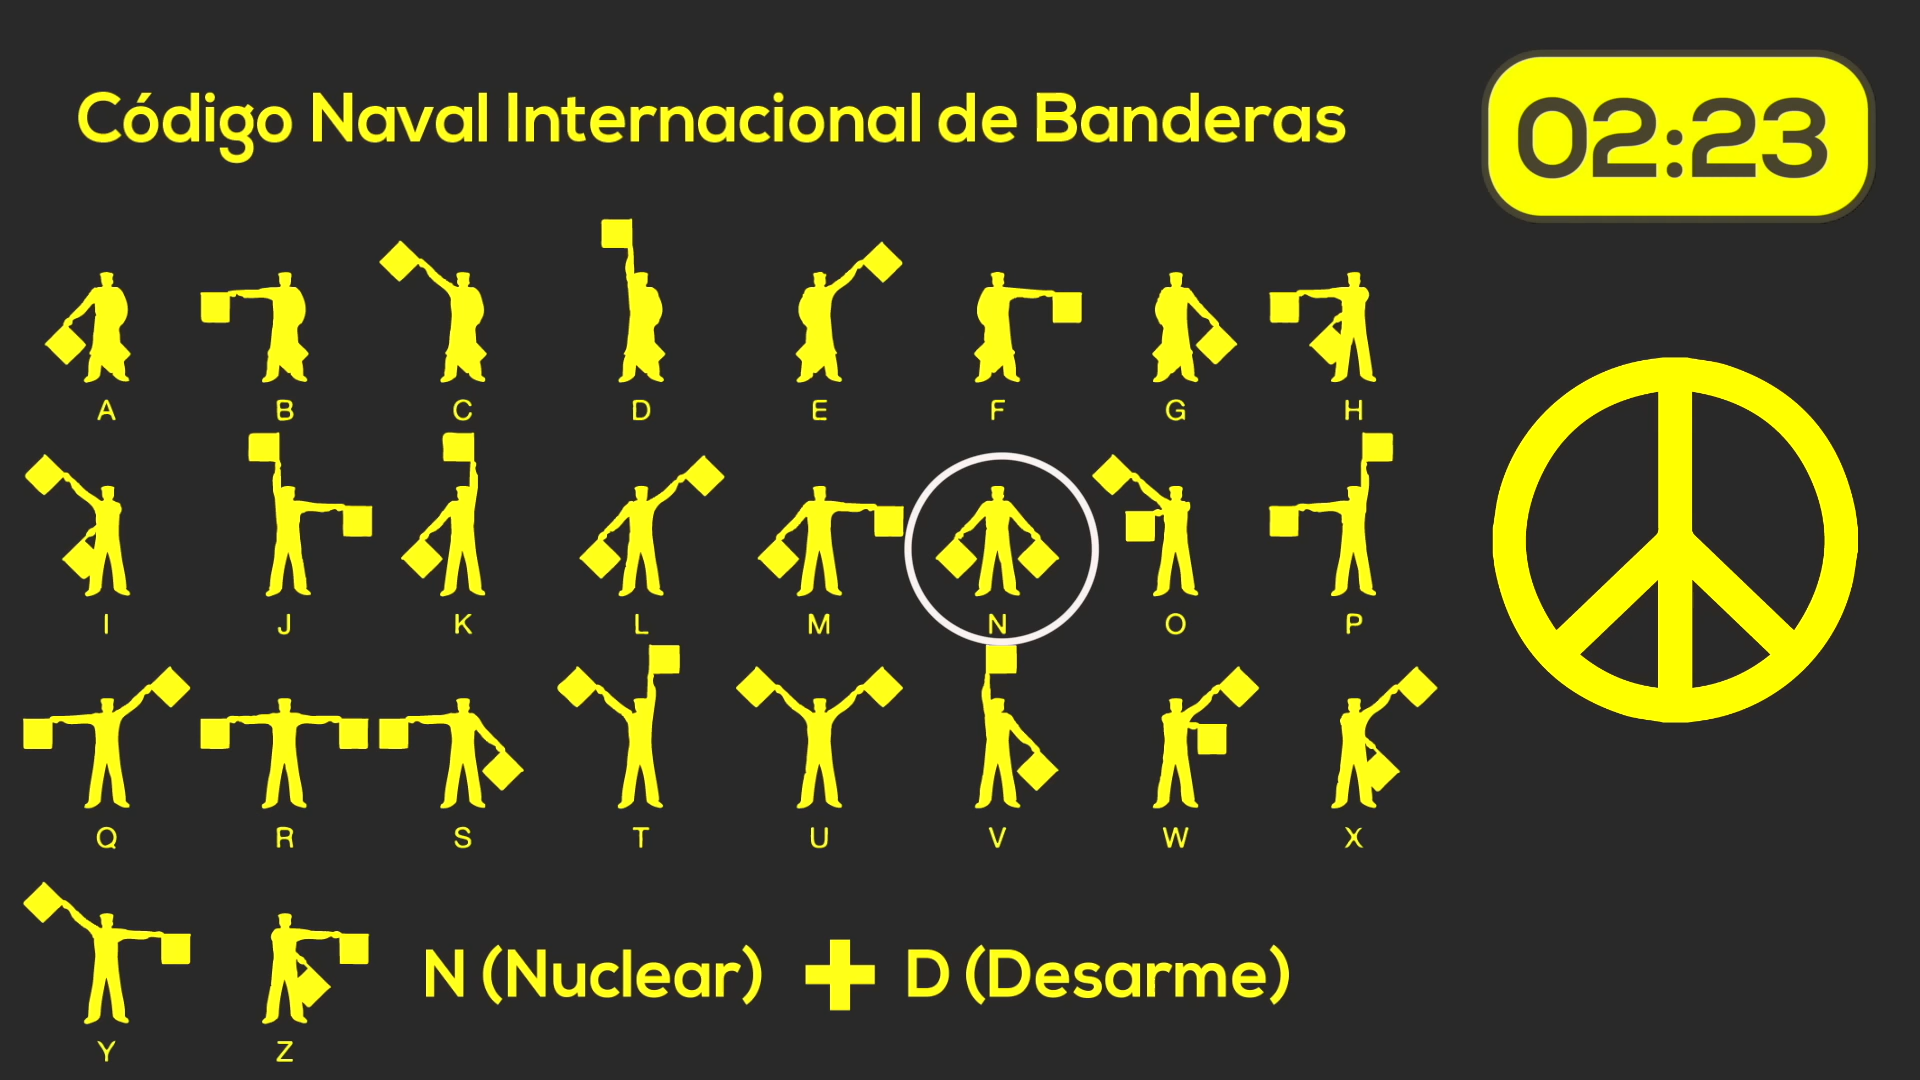 Código Naval Internacional de Banderas
02:23
A B C D E F G H
I J K L M N O P
Q R S T U V W X
N (Nuclear) + D (Desarme)
Y Z